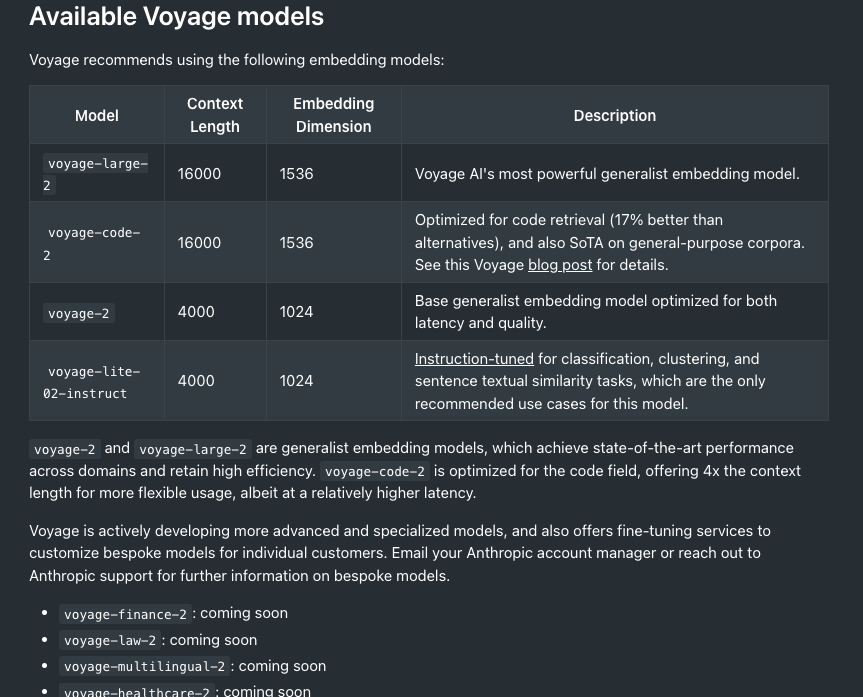 Available Voyage models
Voyage recommends using the following embedding models:
Model
Context
Length
Embedding
Dimension
Description
voyage-large-
2
16000
1536
Voyage AI's most powerful generalist embedding model.
voyage-code-
2
16000
1536
Optimized for code retrieval (17% better than
alternatives), and also SoTA on general-purpose corpora.
See this Voyage blog post for details.
voyage-2
4000
1024
Base generalist embedding model optimized for both
latency and quality.
voyage-lite-
02-instruct
4000
1024
Instruction-tuned for classification, clustering, and
sentence textual similarity tasks, which are the only
recommended use cases for this model.
voyage-2 and voyage-large-2 are generalist embedding models, which achieve state-of-the-art performance
across domains and retain high efficiency. voyage-code-2 is optimized for the code field, offering 4x the context
length for more flexible usage, albeit at a relatively higher latency.
Voyage is actively developing more advanced and specialized models, and also offers fine-tuning services to
customize bespoke models for individual customers. Email your Anthropic account manager or reach out to
Anthropic support for further information on bespoke models.
• voyage-finance-2: coming soon
• voyage-law-2: coming soon
• voyage-multilingual-2: coming soon
• voyage-healthcare-2: coming soon